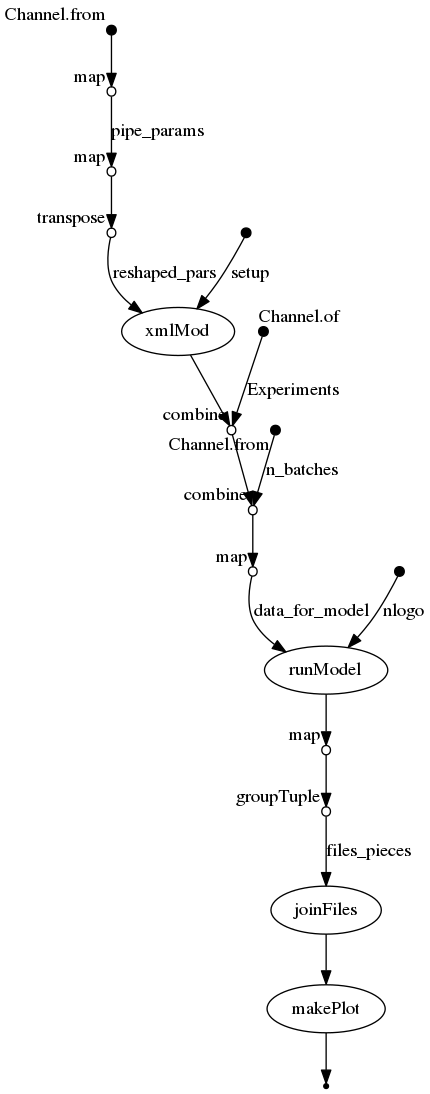 Channel.from
map
pipe_params
map
transpose
reshaped_pars
setup
xmlMod
Channel.of
Experiments
combine
Channel.from
n_batches
combine
map
data_for_model
nlogo
runModel
map
groupTuple
files_pieces
joinFiles
makePlot